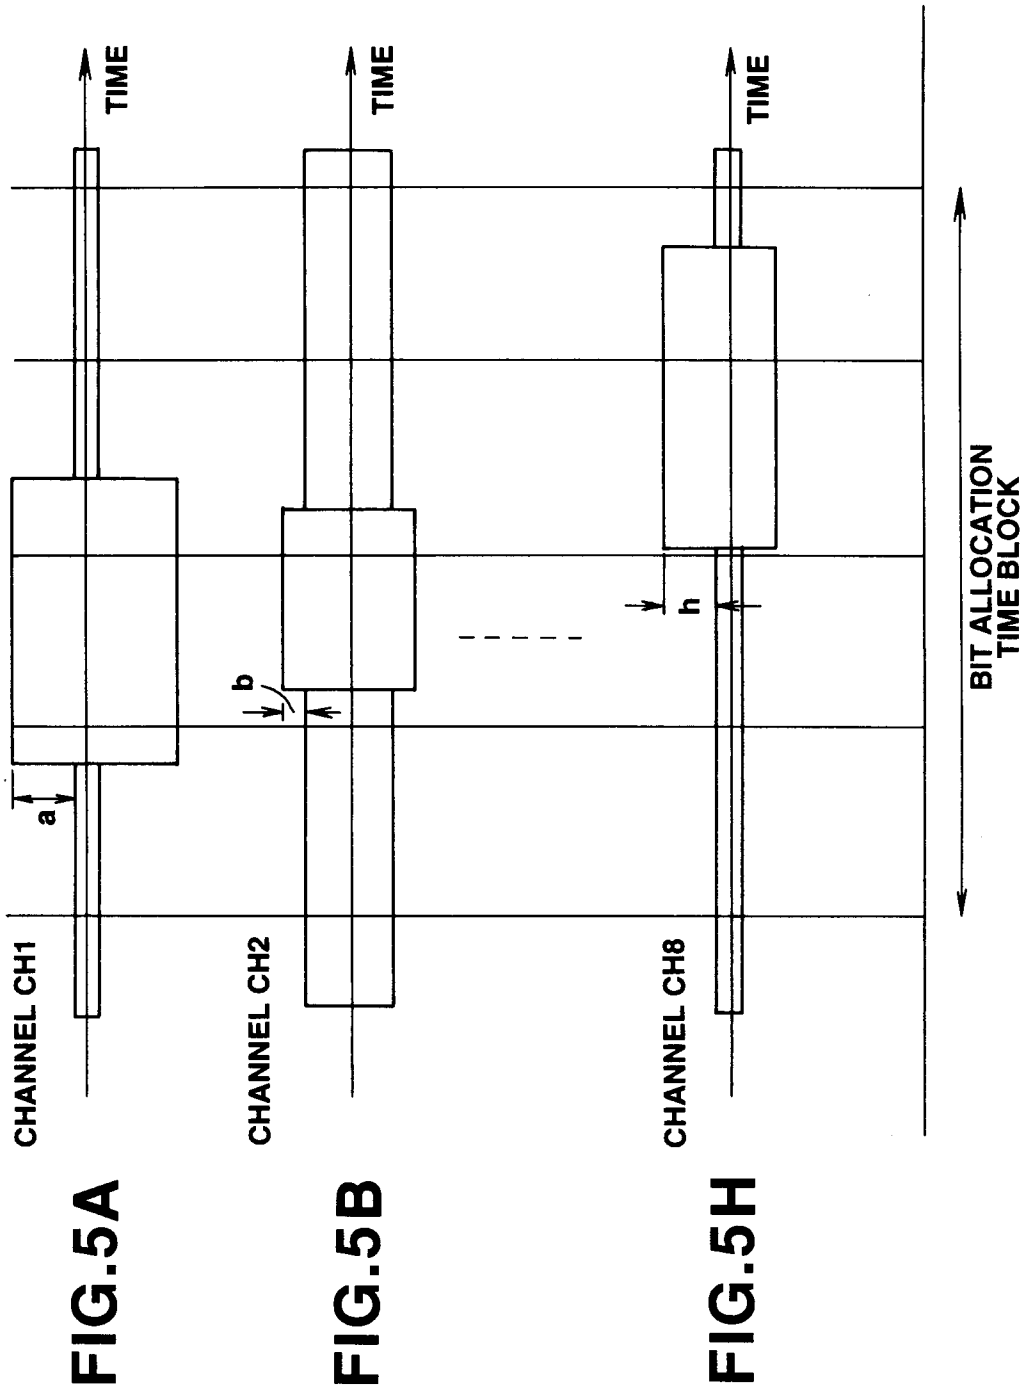 CHANNEL CH1
a
TIME
FIG.5A
CHANNEL CH2
b
TIME
FIG.5B
CHANNEL CH8
h
TIME
FIG.5H
BIT ALLOCATION
TIME BLOCK